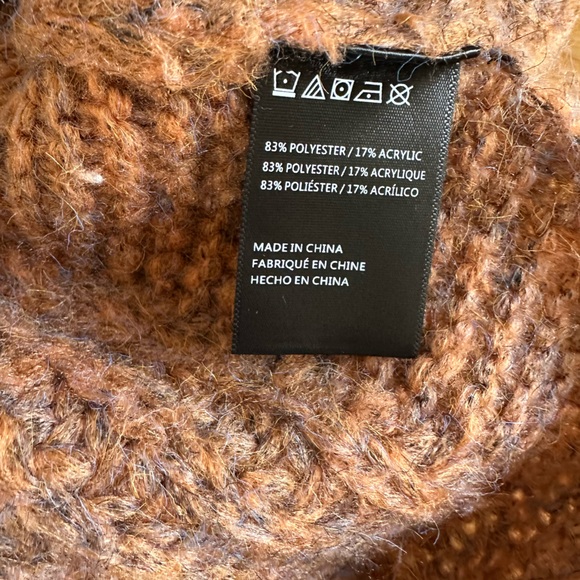 83% POLYESTER / 17% ACRYLIC
83% POLYESTER / 17% ACRYLIQUE
83% POLIÉSTER / 17% ACRÍLICO
MADE IN CHINA
FABRIQUÉ EN CHINE
HECHO EN CHINA